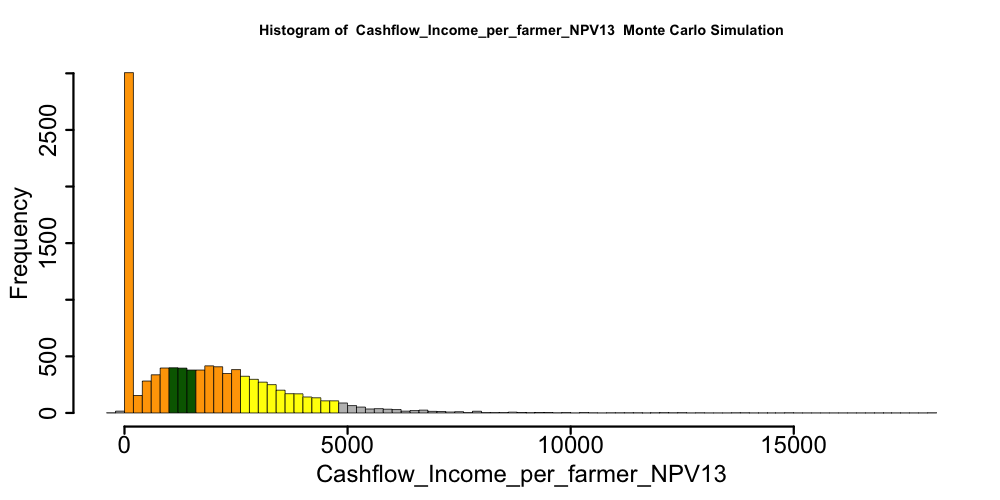 Histogram of  Cashflow_Income_per_farmer_NPV13  Monte Carlo Simulation
Frequency
2500
1500
500
0
0 5000 10000 15000
Cashflow_Income_per_farmer_NPV13